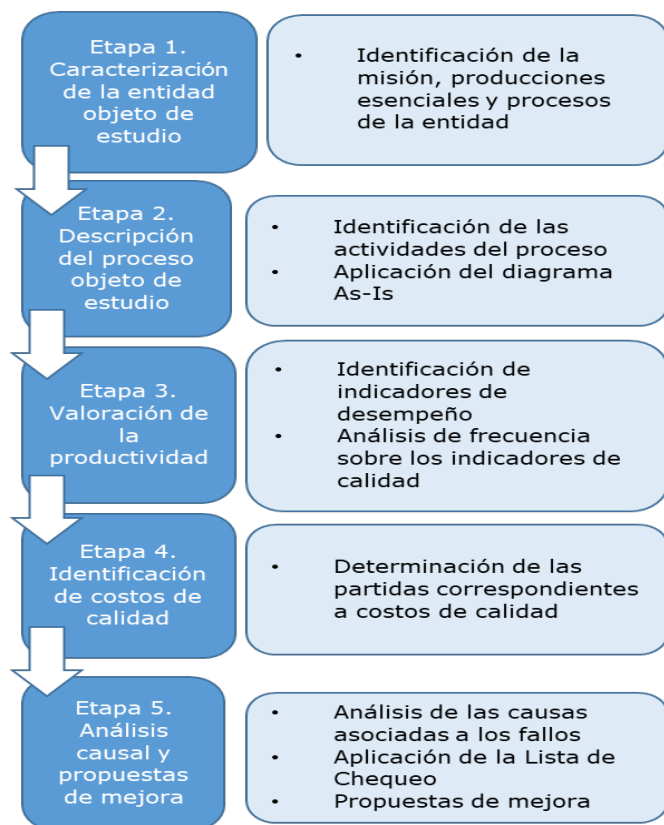 Etapa 1.
Caracterización
de la entidad
objeto de
estudio
• Identificación de la
misión, producciones
esenciales y procesos
de la entidad
Etapa 2.
Descripción
del proceso
objeto de
estudio
• Identificación de las
actividades del proceso
• Aplicación del diagrama
As-Is
Etapa 3.
Valoración de
la
productividad
• Identificación de
indicadores de
desempeño
• Análisis de frecuencia
sobre los indicadores de
calidad
Etapa 4.
Identificación
de costos de
calidad
• Determinación de las
partidas correspondientes
a costos de calidad
Etapa 5.
Análisis
causal y
propuestas
de mejora
• Análisis de las causas
asociadas a los fallos
• Aplicación de la Lista de
Chequeo
• Propuestas de mejora